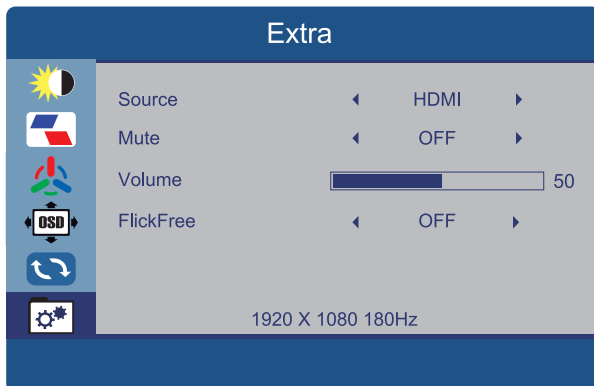 Extra
Source HDMI
Mute OFF
Volume 50
OSD
FlickFree OFF
1920 X 1080 180Hz